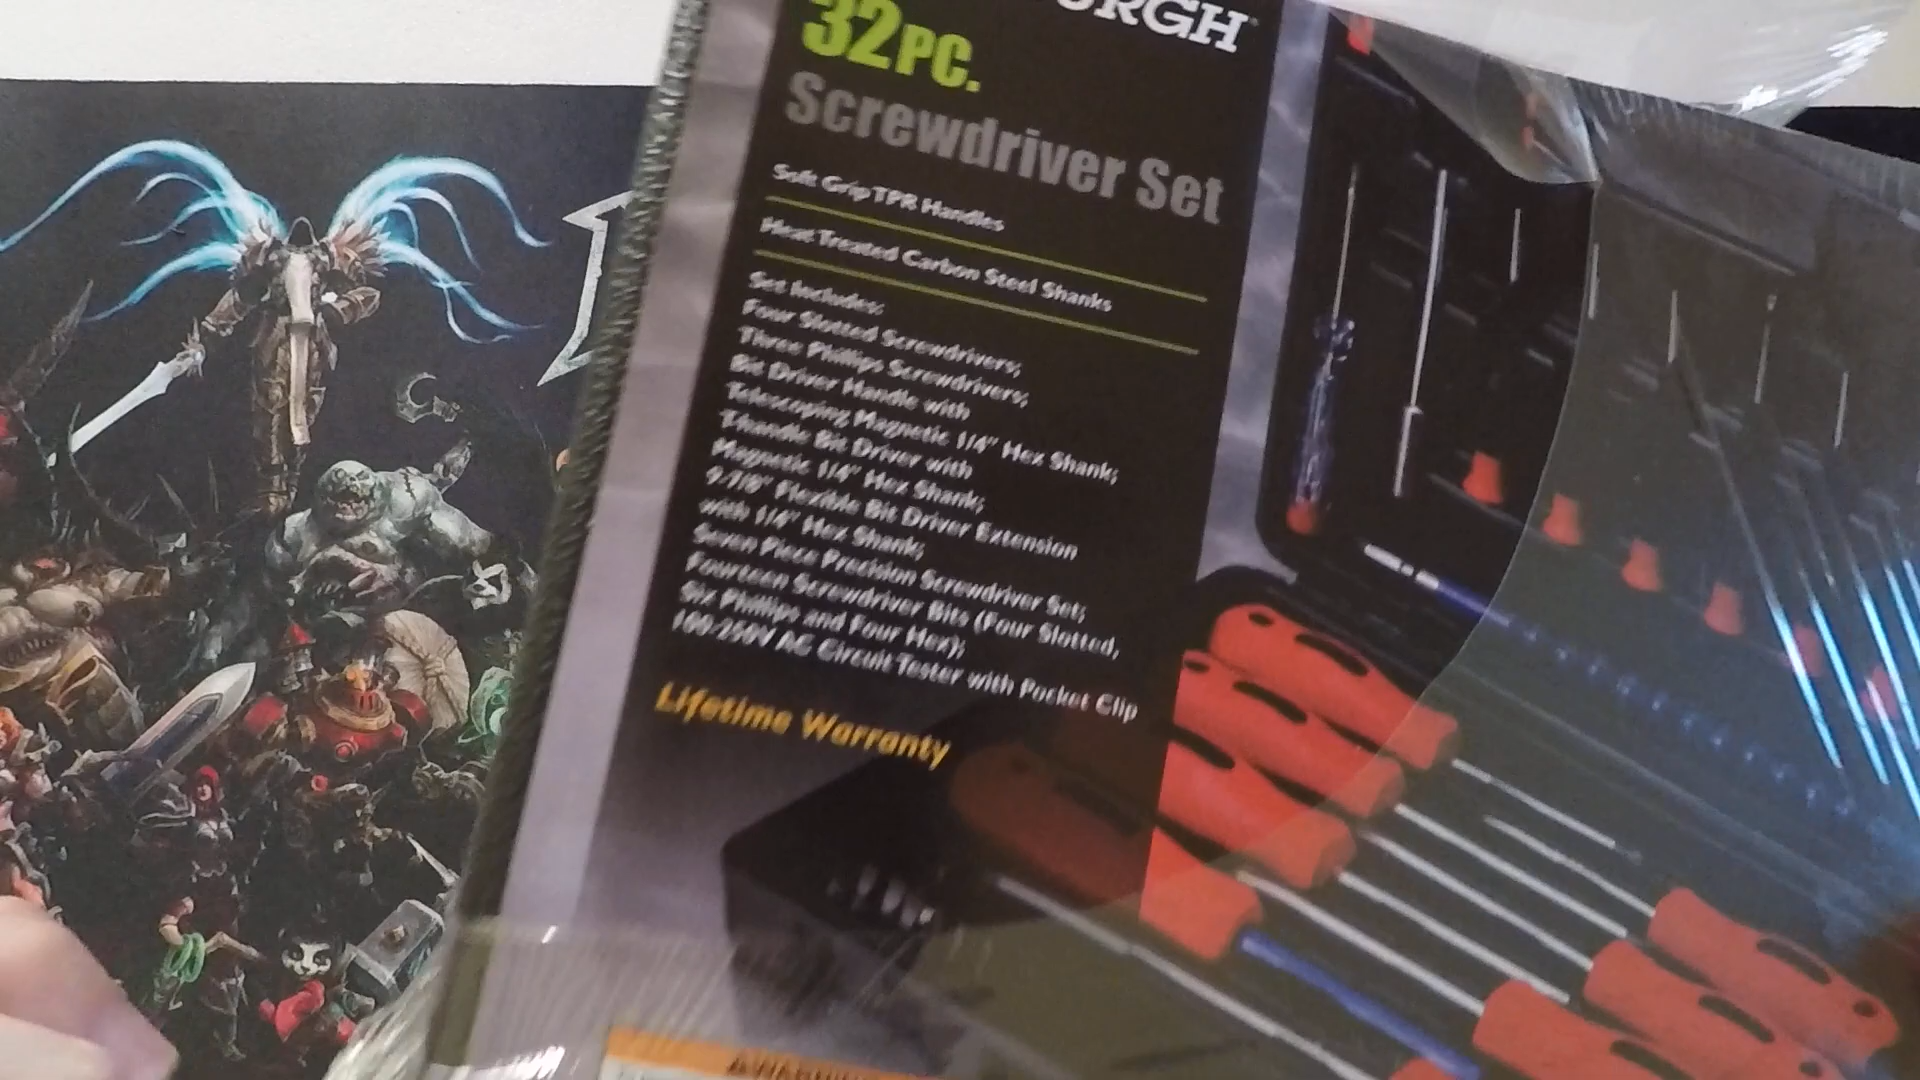 URGH
32PC.
Screwdriver Set
Soft Grip TPR Handles
Heat Treated Carbon Steel Shanks
Set Includes:
Four Slotted Screwdrivers;
Three Phillips Screwdrivers;
Bit Driver Handle with
Telescoping Magnetic 1/4" Hex Shank;
T-handle Bit Driver with
Magnetic 1/4" Hex Shank;
9-7/8" Flexible Bit Driver Extension
with 1/4" Hex Shank;
Seven Piece Precision Screwdriver Set;
Fourteen Screwdriver Bits (Four Slotted,
Six Phillips and Four Hex);
100-250V AC Circuit Tester with Pocket Clip
Lifetime Warranty
WARNING